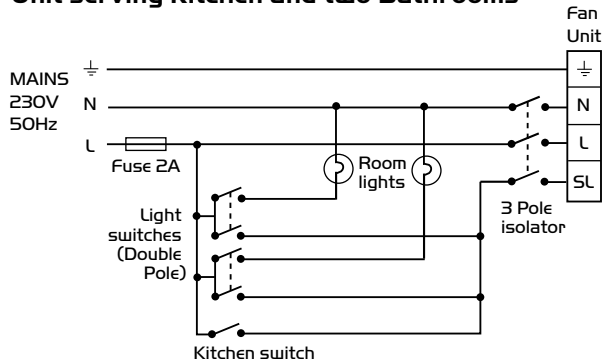 Unit serving Kitchen and two Bathrooms
Fan
Unit
MAINS
230V
50Hz
N
L
Fuse 2A
Room
lights
N
L
SL
3 Pole
isolator
Light
switches
(Double
Pole)
Kitchen switch